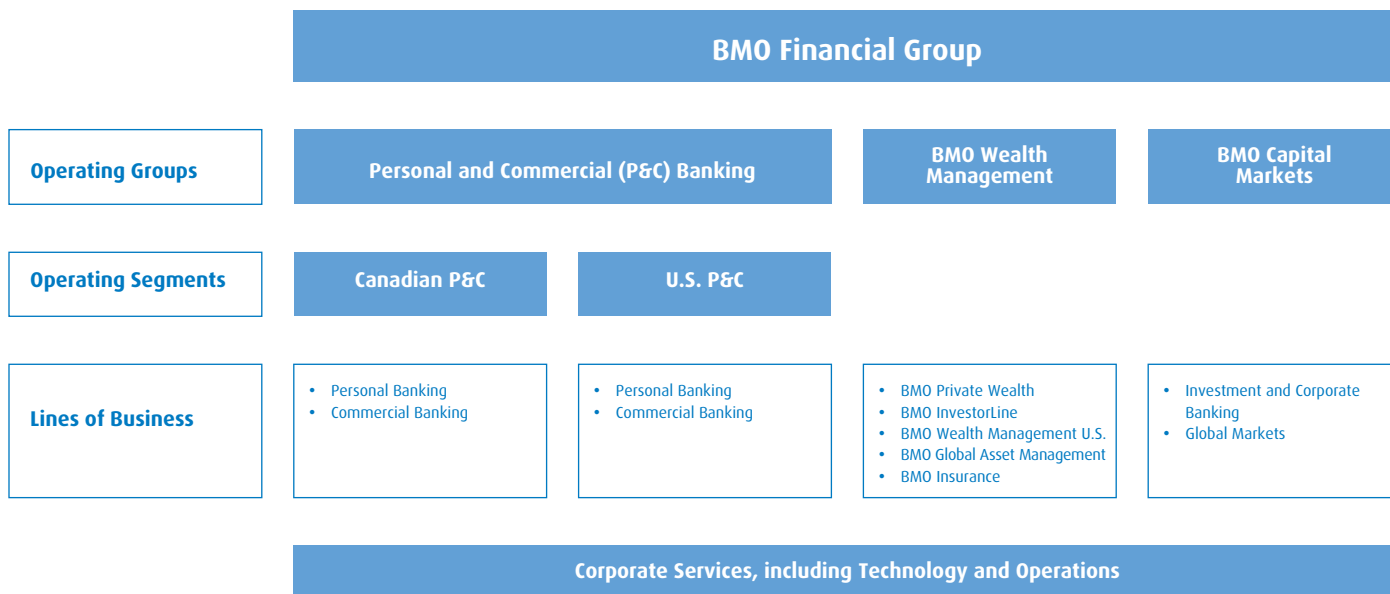 BMO Financial Group
Operating Groups
Personal and Commercial (P&C) Banking
BMO Wealth
Management
BMO Capital
Markets
Operating Segments
Canadian P&C
U.S. P&C
Lines of Business
• Personal Banking
• Commercial Banking
• Personal Banking
• Commercial Banking
• BMO Private Wealth
• BMO InvestorLine
• BMO Wealth Management U.S.
• BMO Global Asset Management
• BMO Insurance
• Investment and Corporate
Banking
• Global Markets
Corporate Services, including Technology and Operations